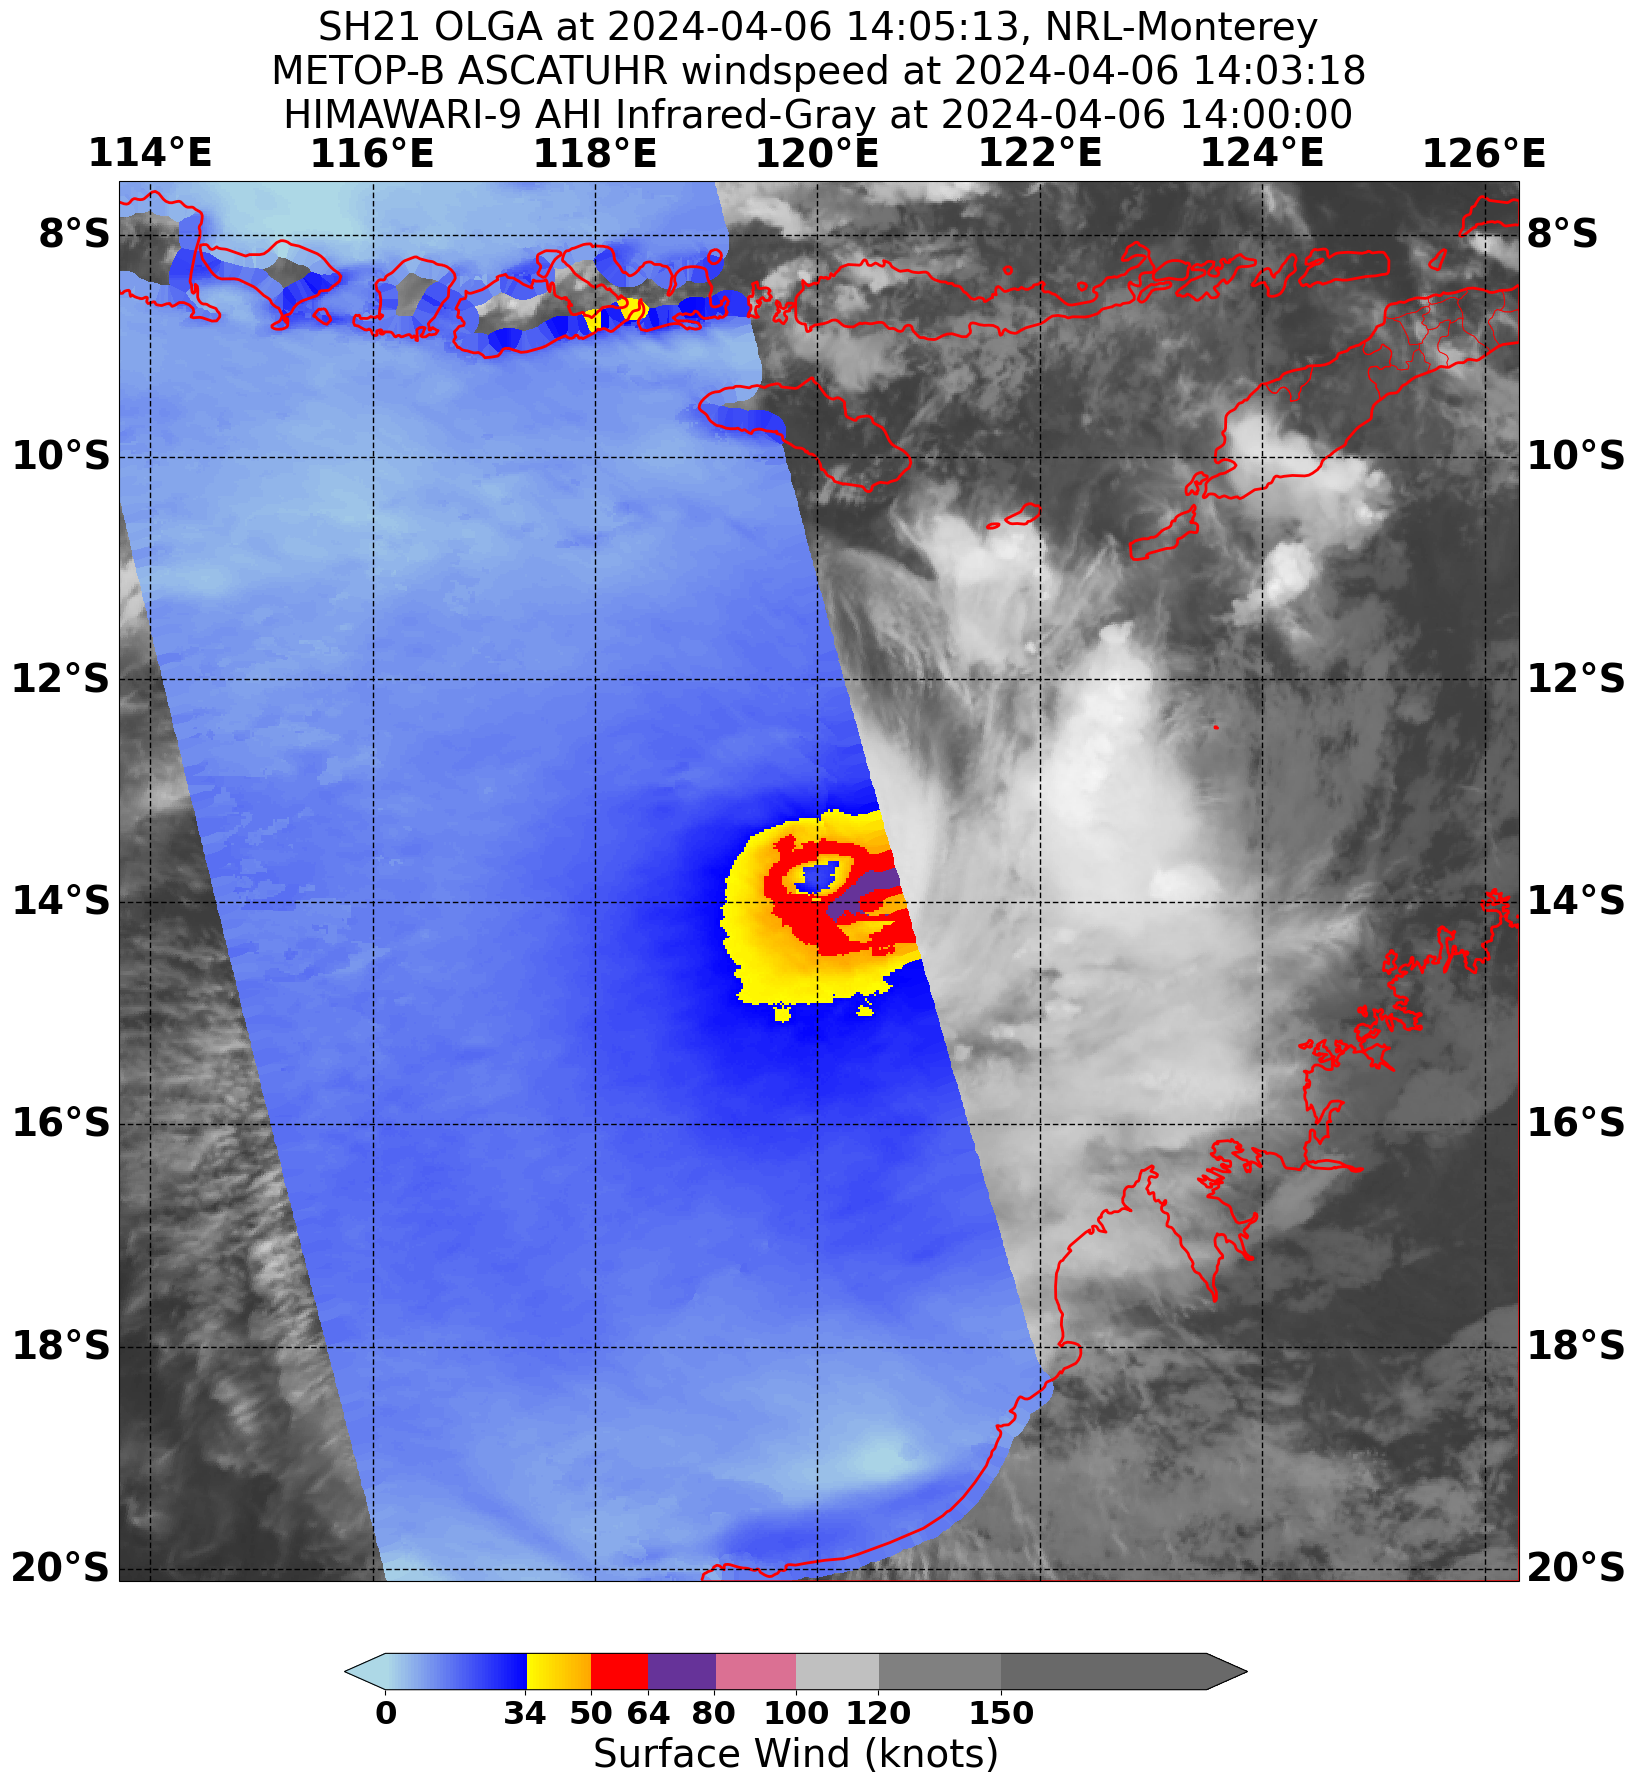 SH21 OLGA at 2024-04-06 14:05:13, NRL-Monterey
METOP-B ASCATUHR windspeed at 2024-04-06 14:03:18
HIMAWARI-9 AHI Infrared-Gray at 2024-04-06 14:00:00
114°E 116°E 118°E 120°E 122°E 124°E 126°E
8°S 8°S
10°S 10°S
12°S 12°S
14°S 14°S
16°S 16°S
18°S 18°S
20°S 20°S
0 34 50 64 80 100 120 150
Surface Wind (knots)